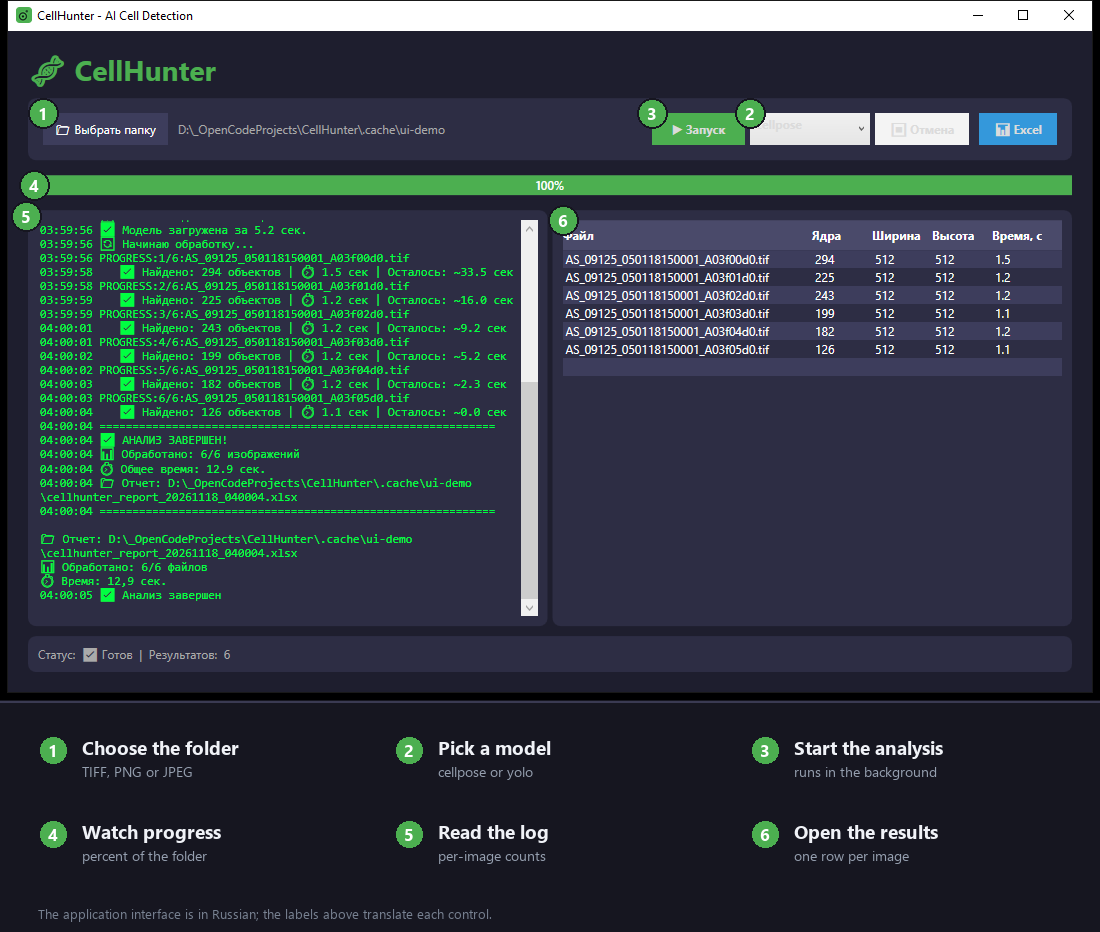 CellHunter - AI Cell Detection
CellHunter
1
Выбрать папку
D:\_OpenCodeProjects\CellHunter\.cache\ui-demo
3
Запуск
2
Отмена
Excel
4
100%
5
03:59:56 Модель загружена за 5.2 сек.
03:59:56 Начинаю обработку...
03:59:56 PROGRESS:1/6:AS_09125_050118150001_A03f00d0.tif
03:59:58 Найдено: 294 объектов | 1.5 сек | Осталось: ~33.5 сек
03:59:58 PROGRESS:2/6:AS_09125_050118150001_A03f01d0.tif
03:59:59 Найдено: 225 объектов | 1.2 сек | Осталось: ~16.0 сек
03:59:59 PROGRESS:3/6:AS_09125_050118150001_A03f02d0.tif
04:00:01 Найдено: 243 объектов | 1.2 сек | Осталось: ~9.2 сек
04:00:01 PROGRESS:4/6:AS_09125_050118150001_A03f03d0.tif
04:00:02 Найдено: 199 объектов | 1.2 сек | Осталось: ~5.2 сек
04:00:02 PROGRESS:5/6:AS_09125_050118150001_A03f04d0.tif
04:00:03 Найдено: 182 объектов | 1.2 сек | Осталось: ~2.3 сек
04:00:03 PROGRESS:6/6:AS_09125_050118150001_A03f05d0.tif
04:00:04 Найдено: 126 объектов | 1.1 сек | Осталось: ~0.0 сек
04:00:04 ============================================================
04:00:04 АНАЛИЗ ЗАВЕРШЕН!
04:00:04 Обработано: 6/6 изображений
04:00:04 Общее время: 12.9 сек.
04:00:04 Отчет: D:\_OpenCodeProjects\CellHunter\.cache\ui-demo
\cellhunter_report_20261118_040004.xlsx
04:00:04 ============================================================
Отчет: D:\_OpenCodeProjects\CellHunter\.cache\ui-demo
\cellhunter_report_20261118_040004.xlsx
Обработано: 6/6 файлов
Время: 12,9 сек.
04:00:05 Анализ завершен
6
Файл Ядра Ширина Высота Время, с
AS_09125_050118150001_A03f00d0.tif 294 512 512 1.5
AS_09125_050118150001_A03f01d0.tif 225 512 512 1.2
AS_09125_050118150001_A03f02d0.tif 243 512 512 1.2
AS_09125_050118150001_A03f03d0.tif 199 512 512 1.1
AS_09125_050118150001_A03f04d0.tif 182 512 512 1.2
AS_09125_050118150001_A03f05d0.tif 126 512 512 1.1
Статус: Готов | Результатов: 6
1 Choose the folder
TIFF, PNG or JPEG
2 Pick a model
cellpose or yolo
3 Start the analysis
runs in the background
4 Watch progress
percent of the folder
5 Read the log
per-image counts
6 Open the results
one row per image
The application interface is in Russian; the labels above translate each control.